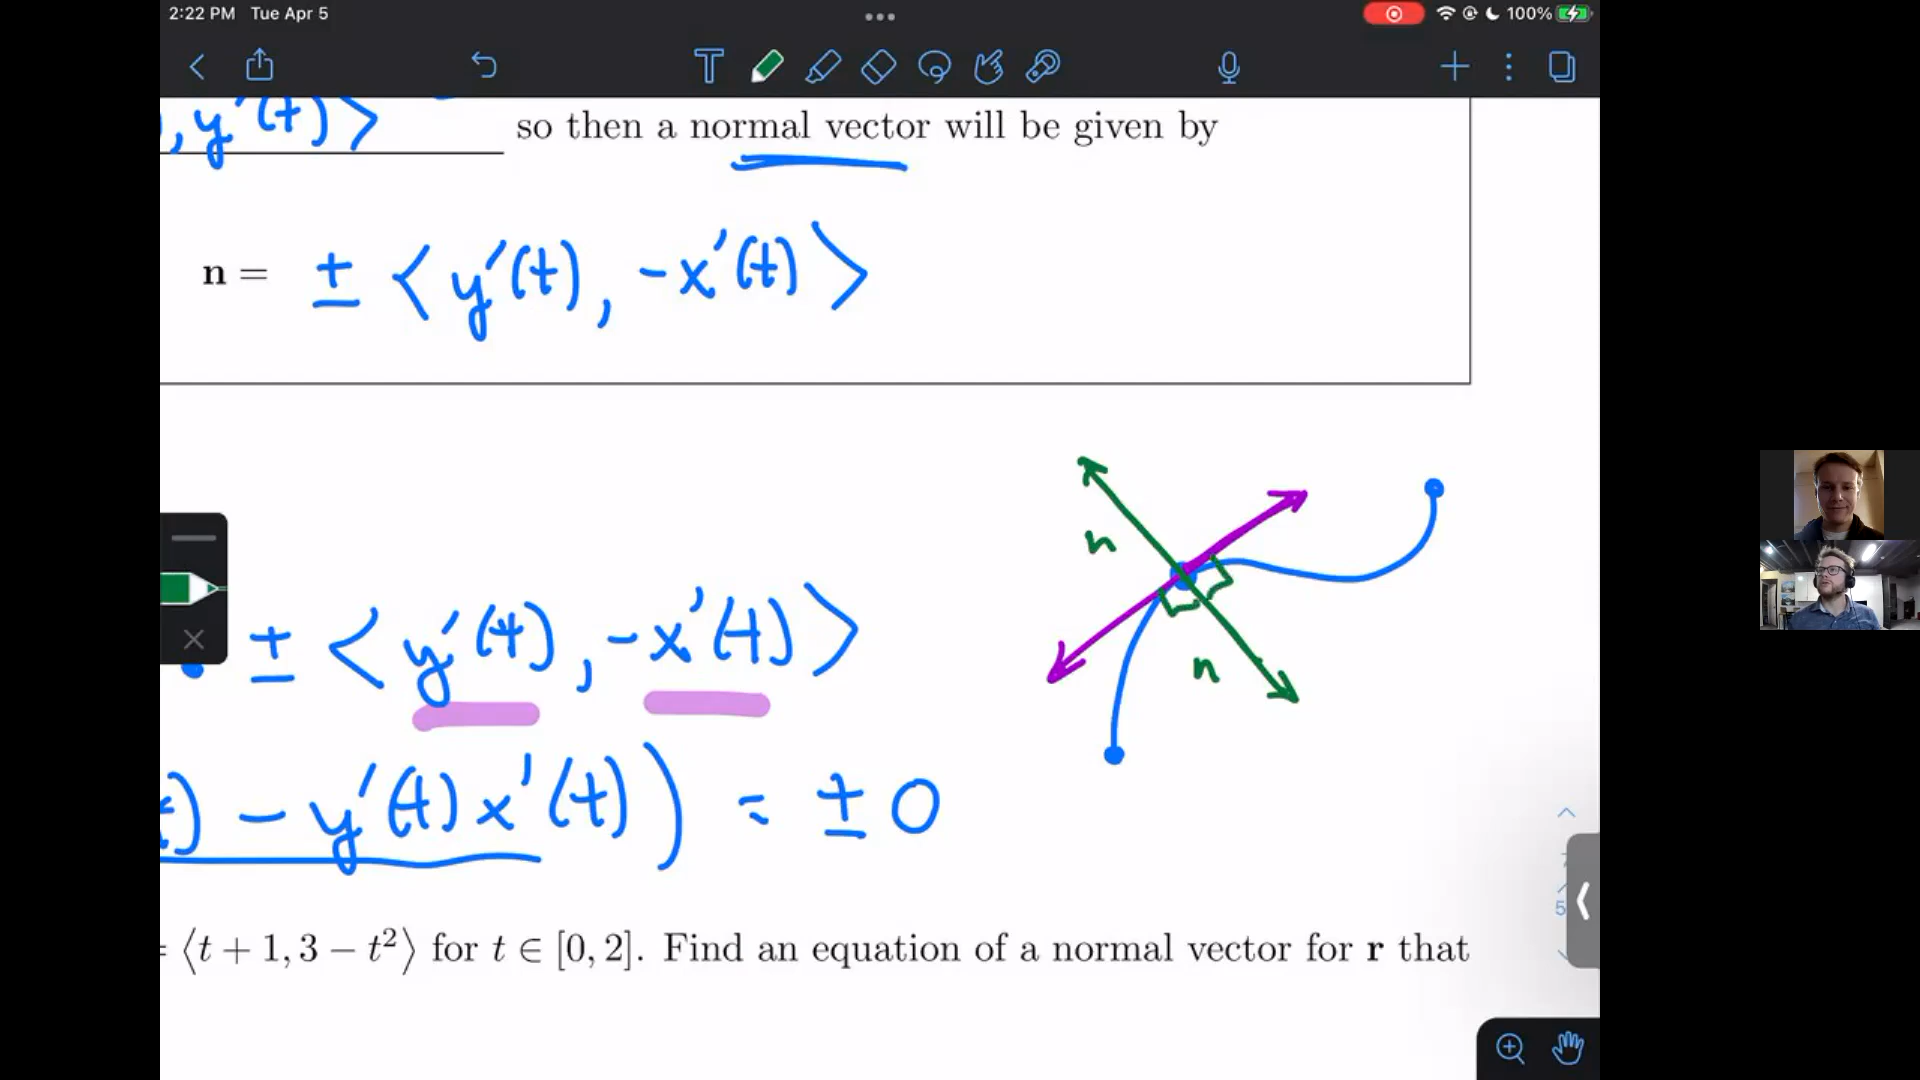 2:22 PM Tue Apr 5
100%
, y'(t)⟩ so then a normal vector will be given by
n = ± ⟨y'(t), -x'(t)⟩
n
n
± ⟨y'(t), -x'(t)⟩
) - y'(t) x'(t)) = ± 0
= ⟨t + 1, 3 − t²⟩ for t ∈ [0, 2]. Find an equation of a normal vector for r that